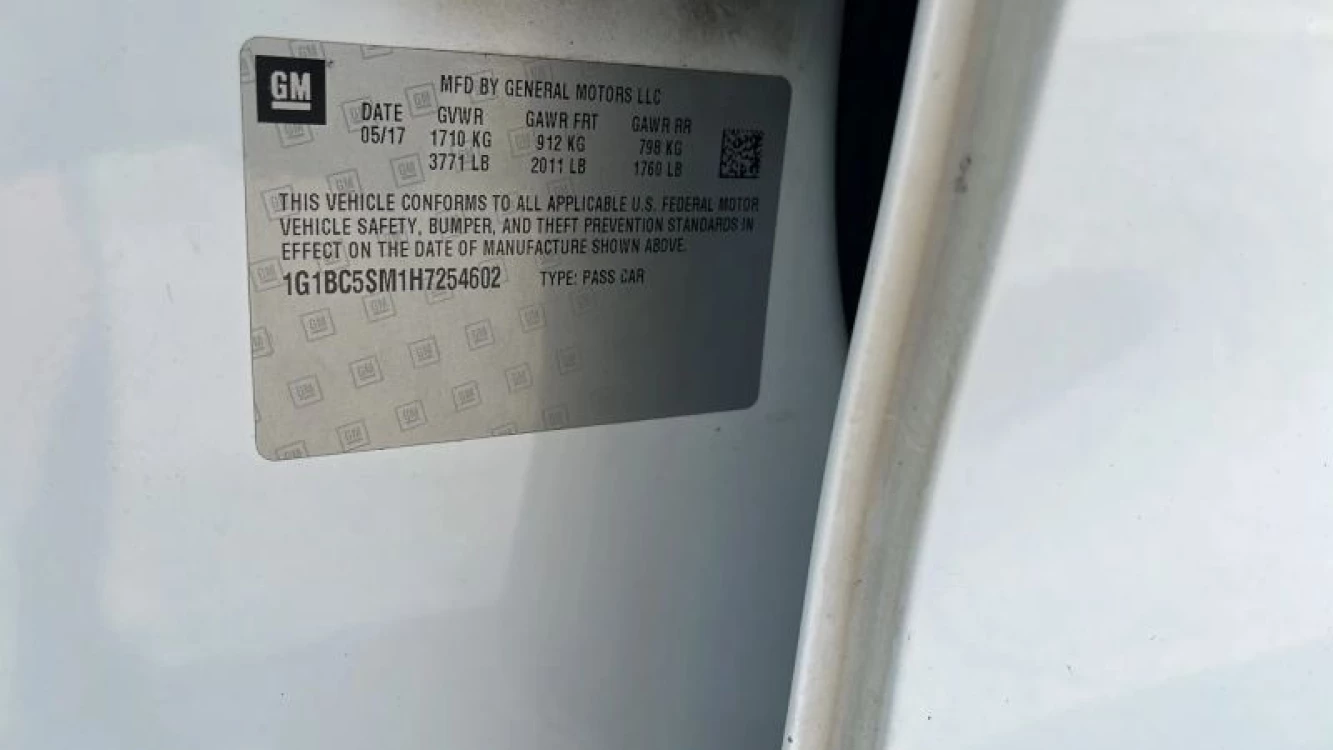 GM
MFD BY GENERAL MOTORS LLC
DATE GVWR GAWR FRT GAWR RR
05/17 1710 KG 912 KG 798 KG
3771 LB 2011 LB 1760 LB
THIS VEHICLE CONFORMS TO ALL APPLICABLE U.S. FEDERAL MOTOR
VEHICLE SAFETY, BUMPER, AND THEFT PREVENTION STANDARDS IN
EFFECT ON THE DATE OF MANUFACTURE SHOWN ABOVE.
1G1BC5SM1H7254602 TYPE: PASS CAR